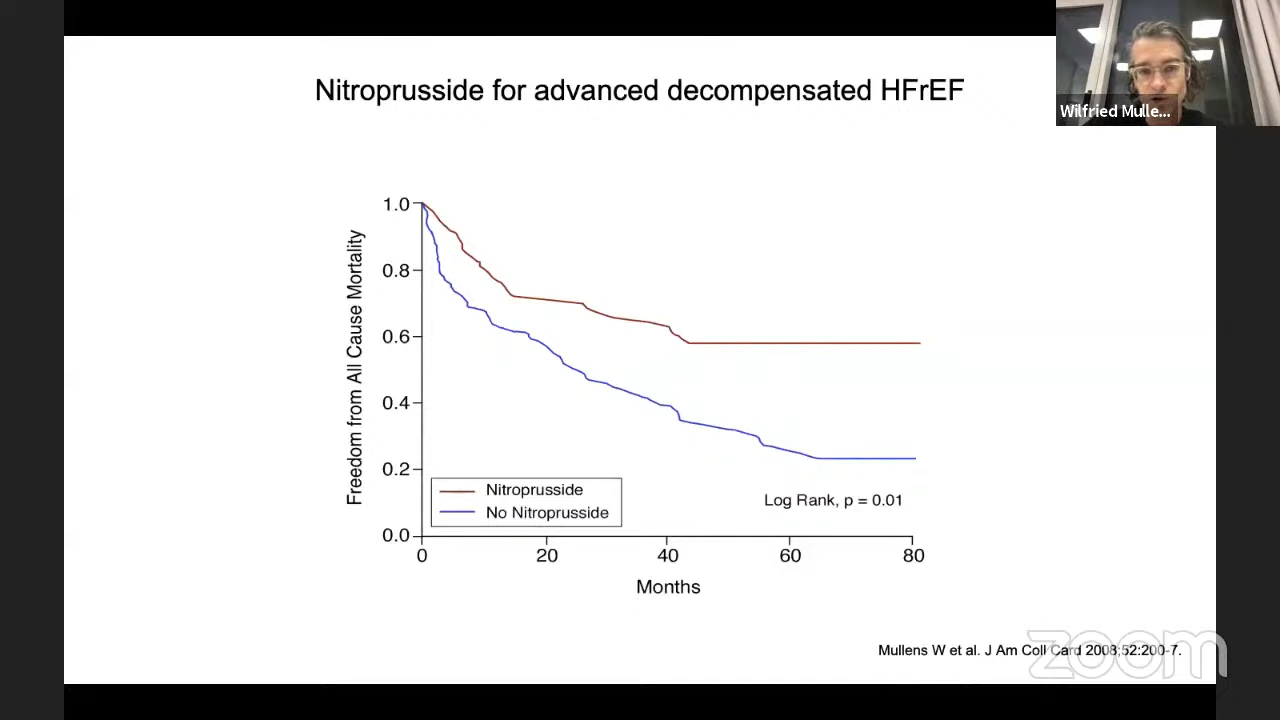 Nitroprusside for advanced decompensated HFrEF
Wilfried Mulle...
Freedom from All Cause Mortality
1.0
0.8
0.6
0.4
0.2
0.0
Nitroprusside
No Nitroprusside
Log Rank, p = 0.01
0 20 40 60 80
Months
Mullens W et al. J Am Coll Card 2008;52:200-7.
zoom